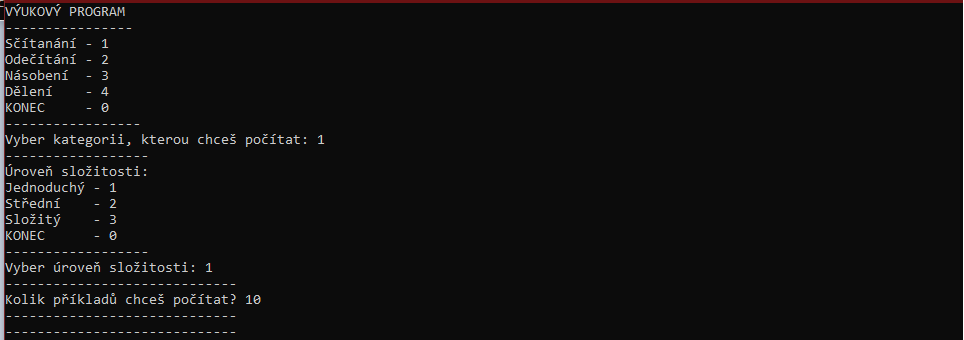 VÝUKOVÝ PROGRAM
----------------
Sčítanání - 1
Odečítání - 2
Násobení  - 3
Dělení    - 4
KONEC     - 0
-----------------
Vyber kategorii, kterou chceš počítat: 1
------------------
Úroveň složitosti:
Jednoduchý - 1
Střední    - 2
Složitý    - 3
KONEC      - 0
------------------
Vyber úroveň složitosti: 1
-----------------------------
Kolik příkladů chceš počítat? 10
-----------------------------
-----------------------------